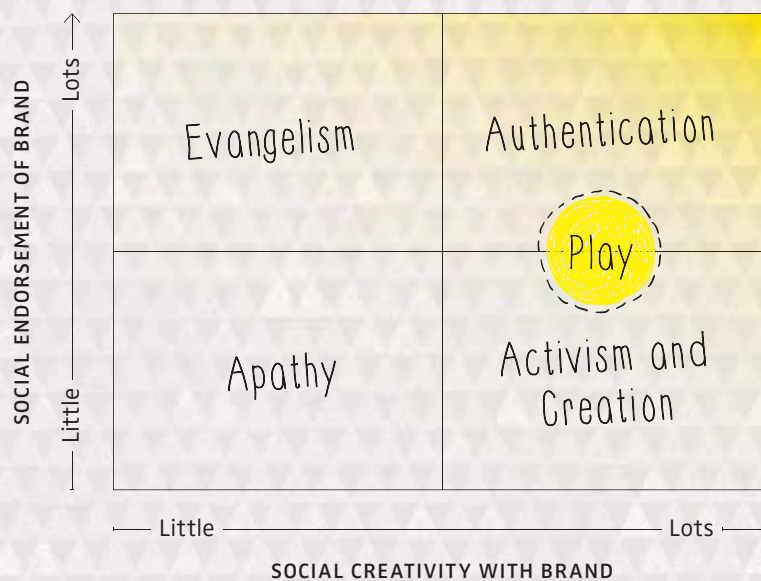 SOCIAL ENDORSEMENT OF BRAND
Lots
Little
Evangelism
Authentication
Play
Apathy
Activism and
Creation
Little
Lots
SOCIAL CREATIVITY WITH BRAND